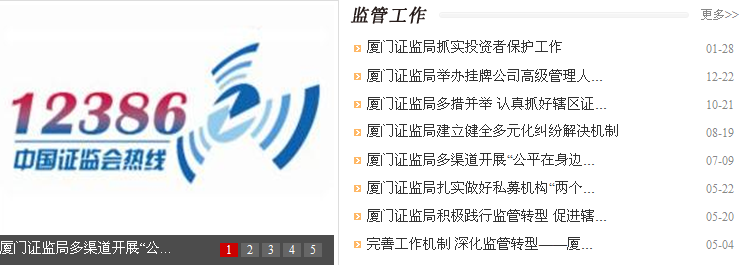 12386
中国证监会热线
厦门证监局多渠道开展“公...
1 2 3 4 5
监管工作 更多>>
厦门证监局抓实投资者保护工作 01-28
厦门证监局举办挂牌公司高级管理人... 12-22
厦门证监局多措并举 认真抓好辖区证... 10-21
厦门证监局建立健全多元化纠纷解决机制 08-19
厦门证监局多渠道开展“公平在身边... 07-09
厦门证监局扎实做好私募机构“两个... 05-22
厦门证监局积极践行监管转型 促进辖... 05-20
完善工作机制 深化监管转型——厦... 05-04